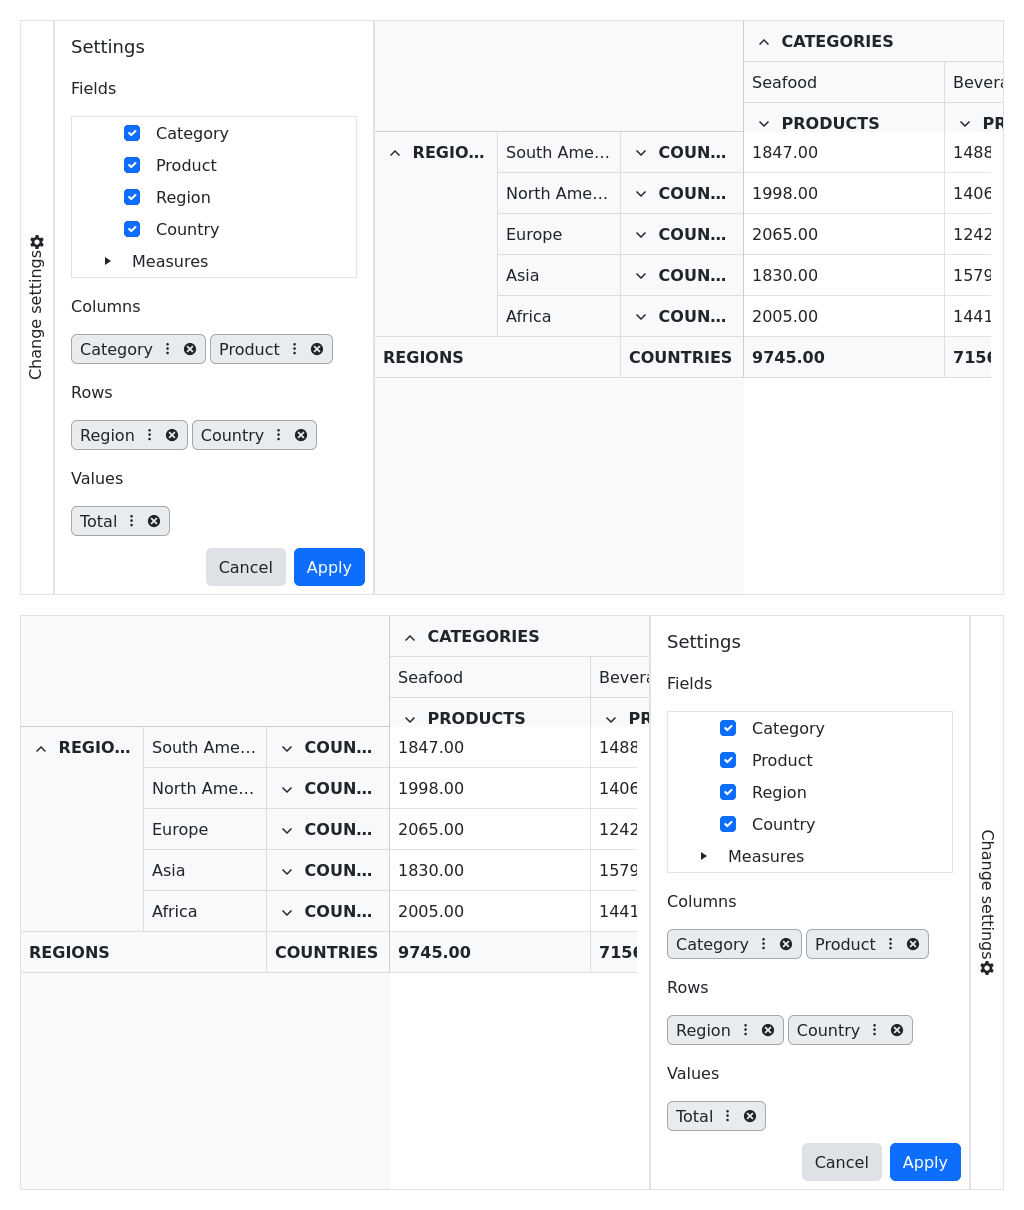 Change settings
Settings
Fields
Category
Product
Region
Country
Measures
Columns
Category Product
Rows
Region Country
Values
Total
Cancel Apply
CATEGORIES
Seafood Bevera
PRODUCTS PR
REGIO... South Ame... COUN... 1847.00 1488
North Ame... COUN... 1998.00 1406
Europe COUN... 2065.00 1242
Asia COUN... 1830.00 1579
Africa COUN... 2005.00 1441
REGIONS COUNTRIES 9745.00 7156
CATEGORIES
Seafood Bevera
PRODUCTS PR
REGIO... South Ame... COUN... 1847.00 1488
North Ame... COUN... 1998.00 1406
Europe COUN... 2065.00 1242
Asia COUN... 1830.00 1579
Africa COUN... 2005.00 1441
REGIONS COUNTRIES 9745.00 7156
Settings
Fields
Category
Product
Region
Country
Measures
Columns
Category Product
Rows
Region Country
Values
Total
Cancel Apply
Change settings